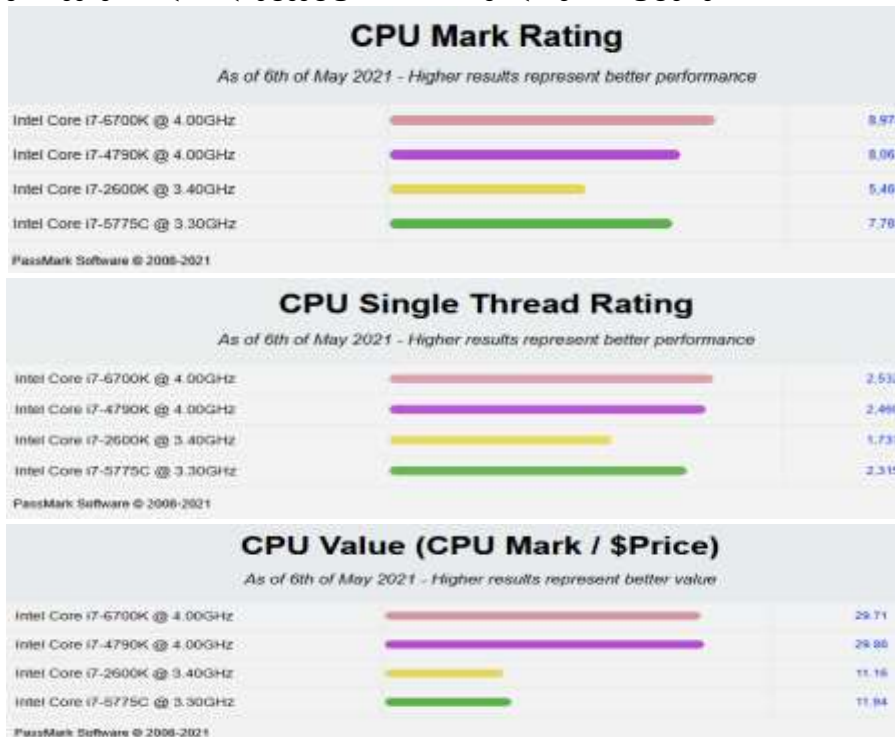 CPU Mark Rating
As of 6th of May 2021 - Higher results represent better performance
Intel Core i7-6700K @ 4.00GHz
Intel Core i7-4790K @ 4.00GHz
Intel Core i7-2600K @ 3.40GHz
Intel Core i7-5775C @ 3.30GHz
PassMark Software © 2008-2021
CPU Single Thread Rating
As of 6th of May 2021 - Higher results represent better performance
Intel Core i7-6700K @ 4.00GHz
Intel Core i7-4790K @ 4.00GHz
Intel Core i7-2600K @ 3.40GHz
Intel Core i7-5775C @ 3.30GHz
PassMark Software © 2008-2021
CPU Value (CPU Mark / $Price)
As of 6th of May 2021 - Higher results represent better value
Intel Core i7-6700K @ 4.00GHz 29.71
Intel Core i7-4790K @ 4.00GHz
Intel Core i7-2600K @ 3.40GHz 11.16
Intel Core i7-5775C @ 3.30GHz 11.94
PassMark Software © 2008-2021